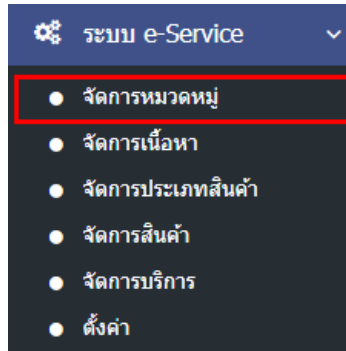 ระบบ e-Service
จัดการหมวดหมู่
จัดการเนื้อหา
จัดการประเภทสินค้า
จัดการสินค้า
จัดการบริการ
ตั้งค่า